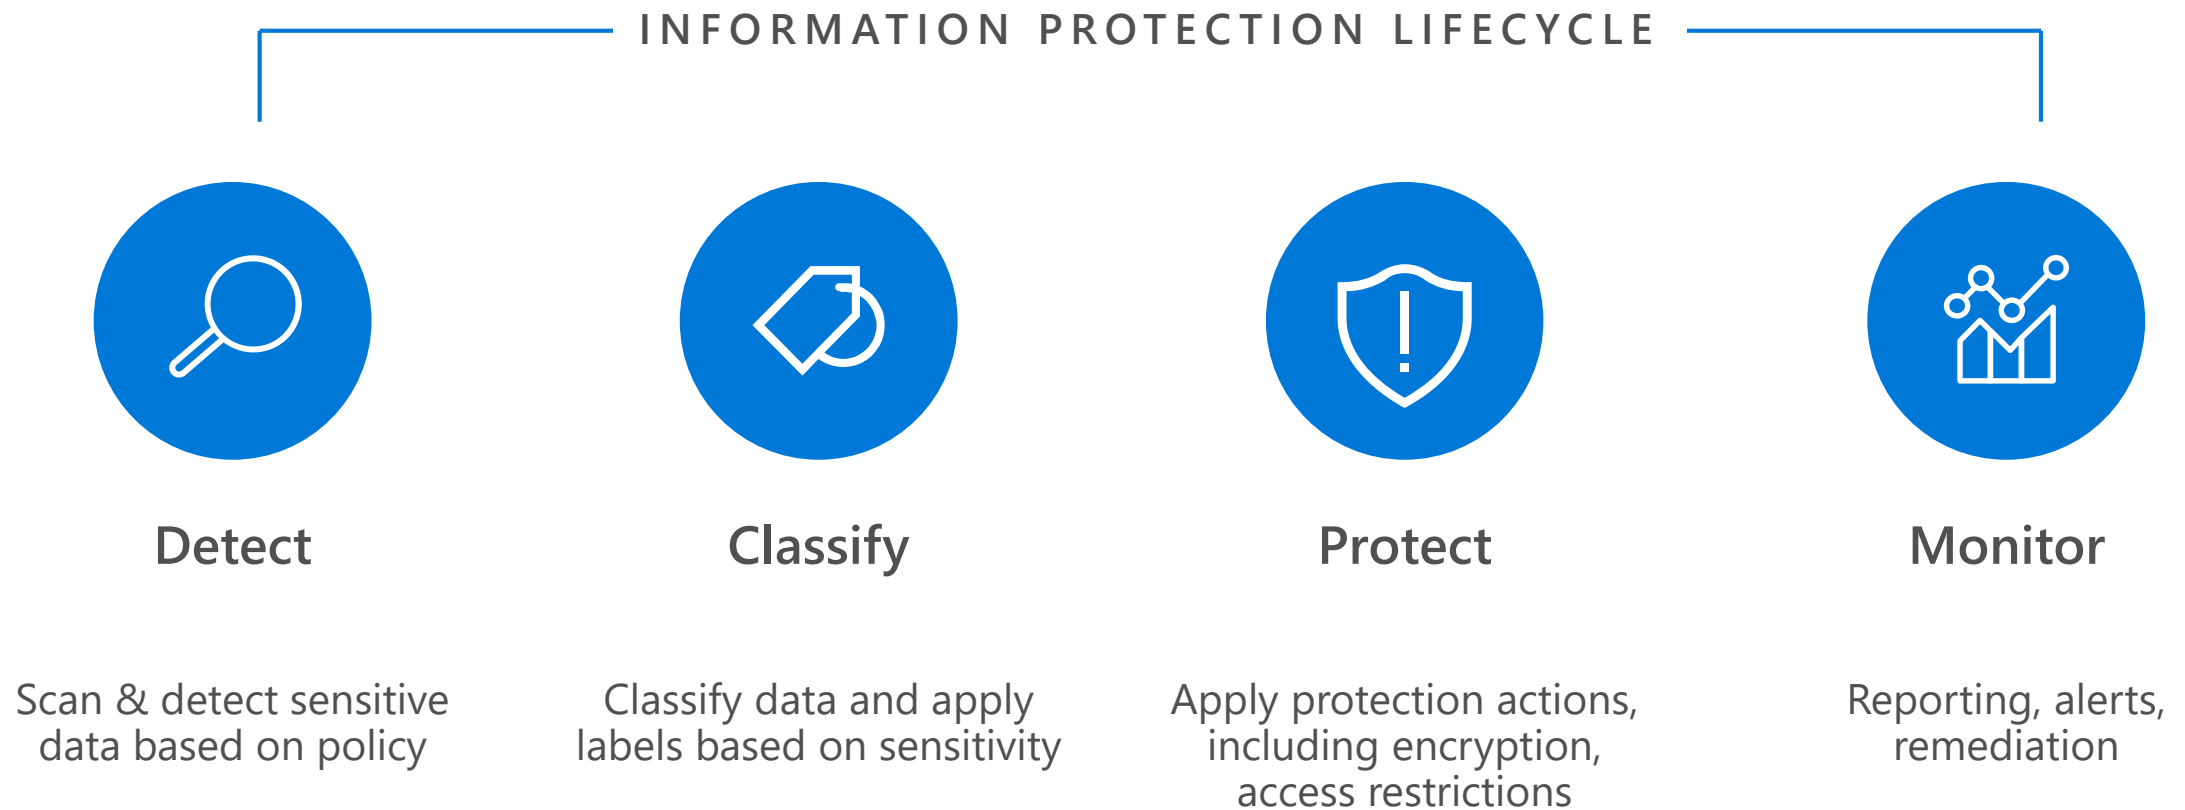 INFORMATION PROTECTION LIFECYCLE
Detect
Scan & detect sensitive
data based on policy
Classify
Classify data and apply
labels based on sensitivity
Protect
Apply protection actions,
including encryption,
access restrictions
Monitor
Reporting, alerts,
remediation